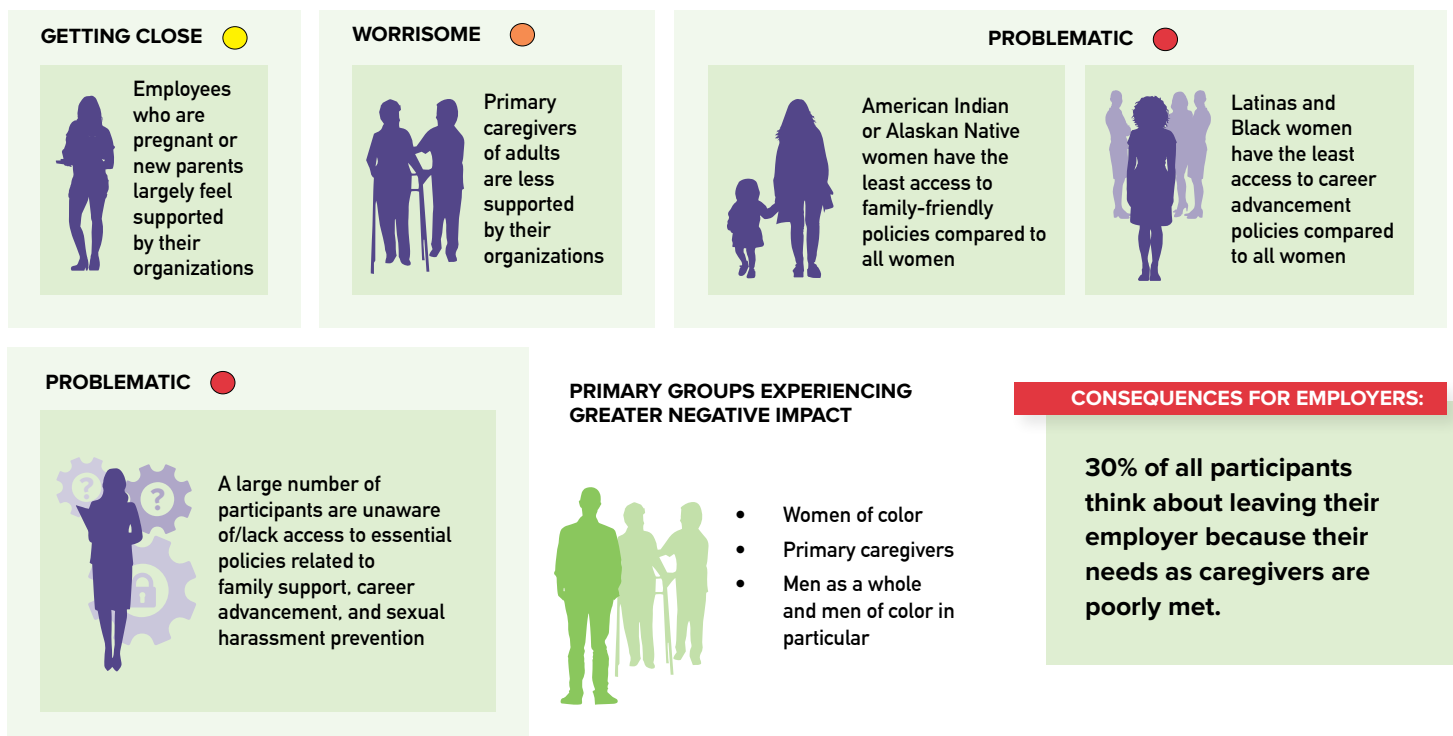 GETTING CLOSE
Employees
who are
pregnant or
new parents
largely feel
supported
by their
organizations
WORRISOME
Primary
caregivers
of adults
are less
supported
by their
organizations
PROBLEMATIC
American Indian
or Alaskan Native
women have the
least access to
family-friendly
policies compared to
all women
Latinas and
Black women
have the least
access to career
advancement
policies compared
to all women
PROBLEMATIC
? ?
A large number of
participants are unaware
of/lack access to essential
policies related to
family support, career
advancement, and sexual
harassment prevention
PRIMARY GROUPS EXPERIENCING
GREATER NEGATIVE IMPACT
• Women of color
• Primary caregivers
• Men as a whole
and men of color in
particular
CONSEQUENCES FOR EMPLOYERS:
30% of all participants
think about leaving their
employer because their
needs as caregivers are
poorly met.